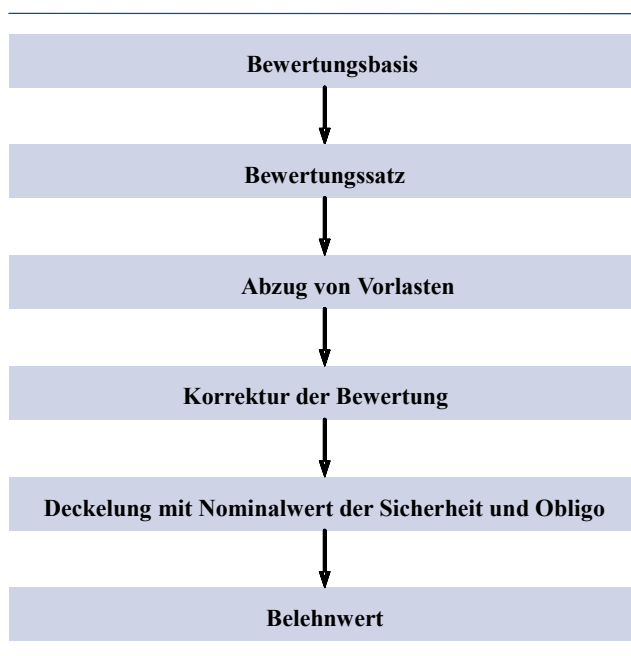 Bewertungsbasis
Bewertungssatz
Abzug von Vorlasten
Korrektur der Bewertung
Deckelung mit Nominalwert der Sicherheit und Obligo
Belehnwert